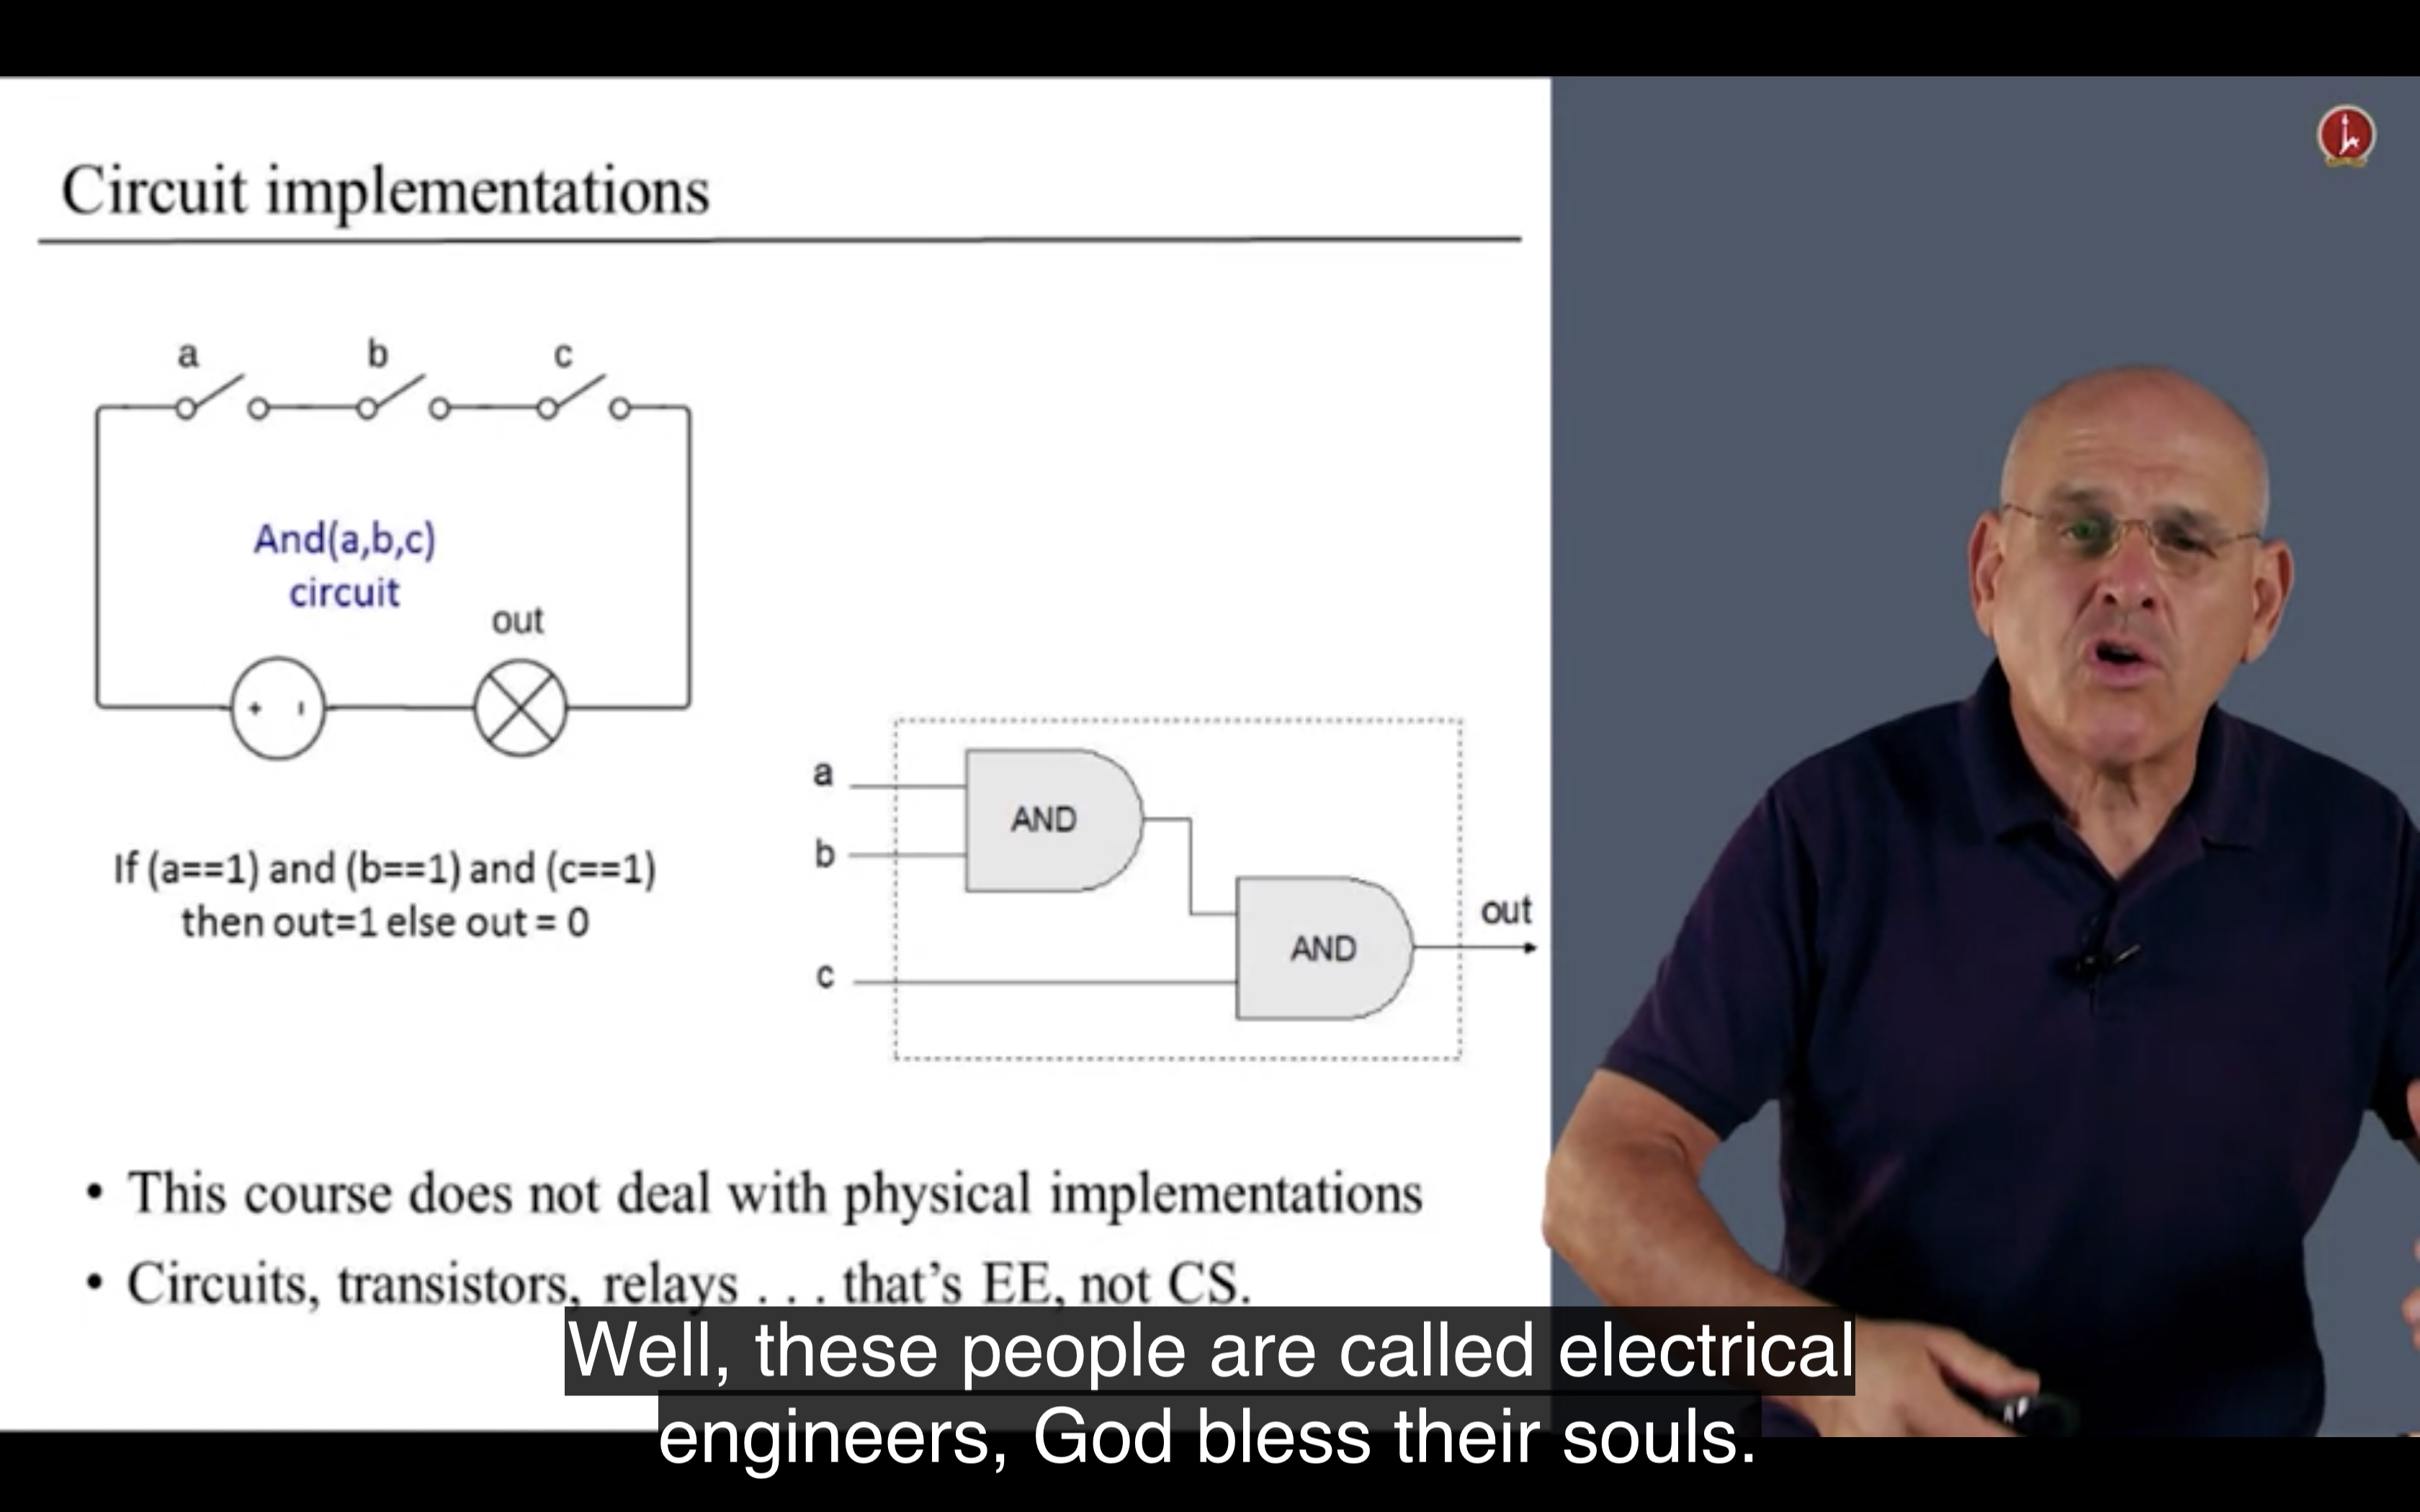 Circuit implementations
a
b
c
And(a,b,c)
circuit
out
If (a==1) and (b==1) and (c==1)
then out=1 else out = 0
a
AND
b
AND
out
c
• This course does not deal with physical implementations
• Circuits, transistors, relays . . . that’s EE, not CS.
Well, these people are called electrical
engineers, God bless their souls.